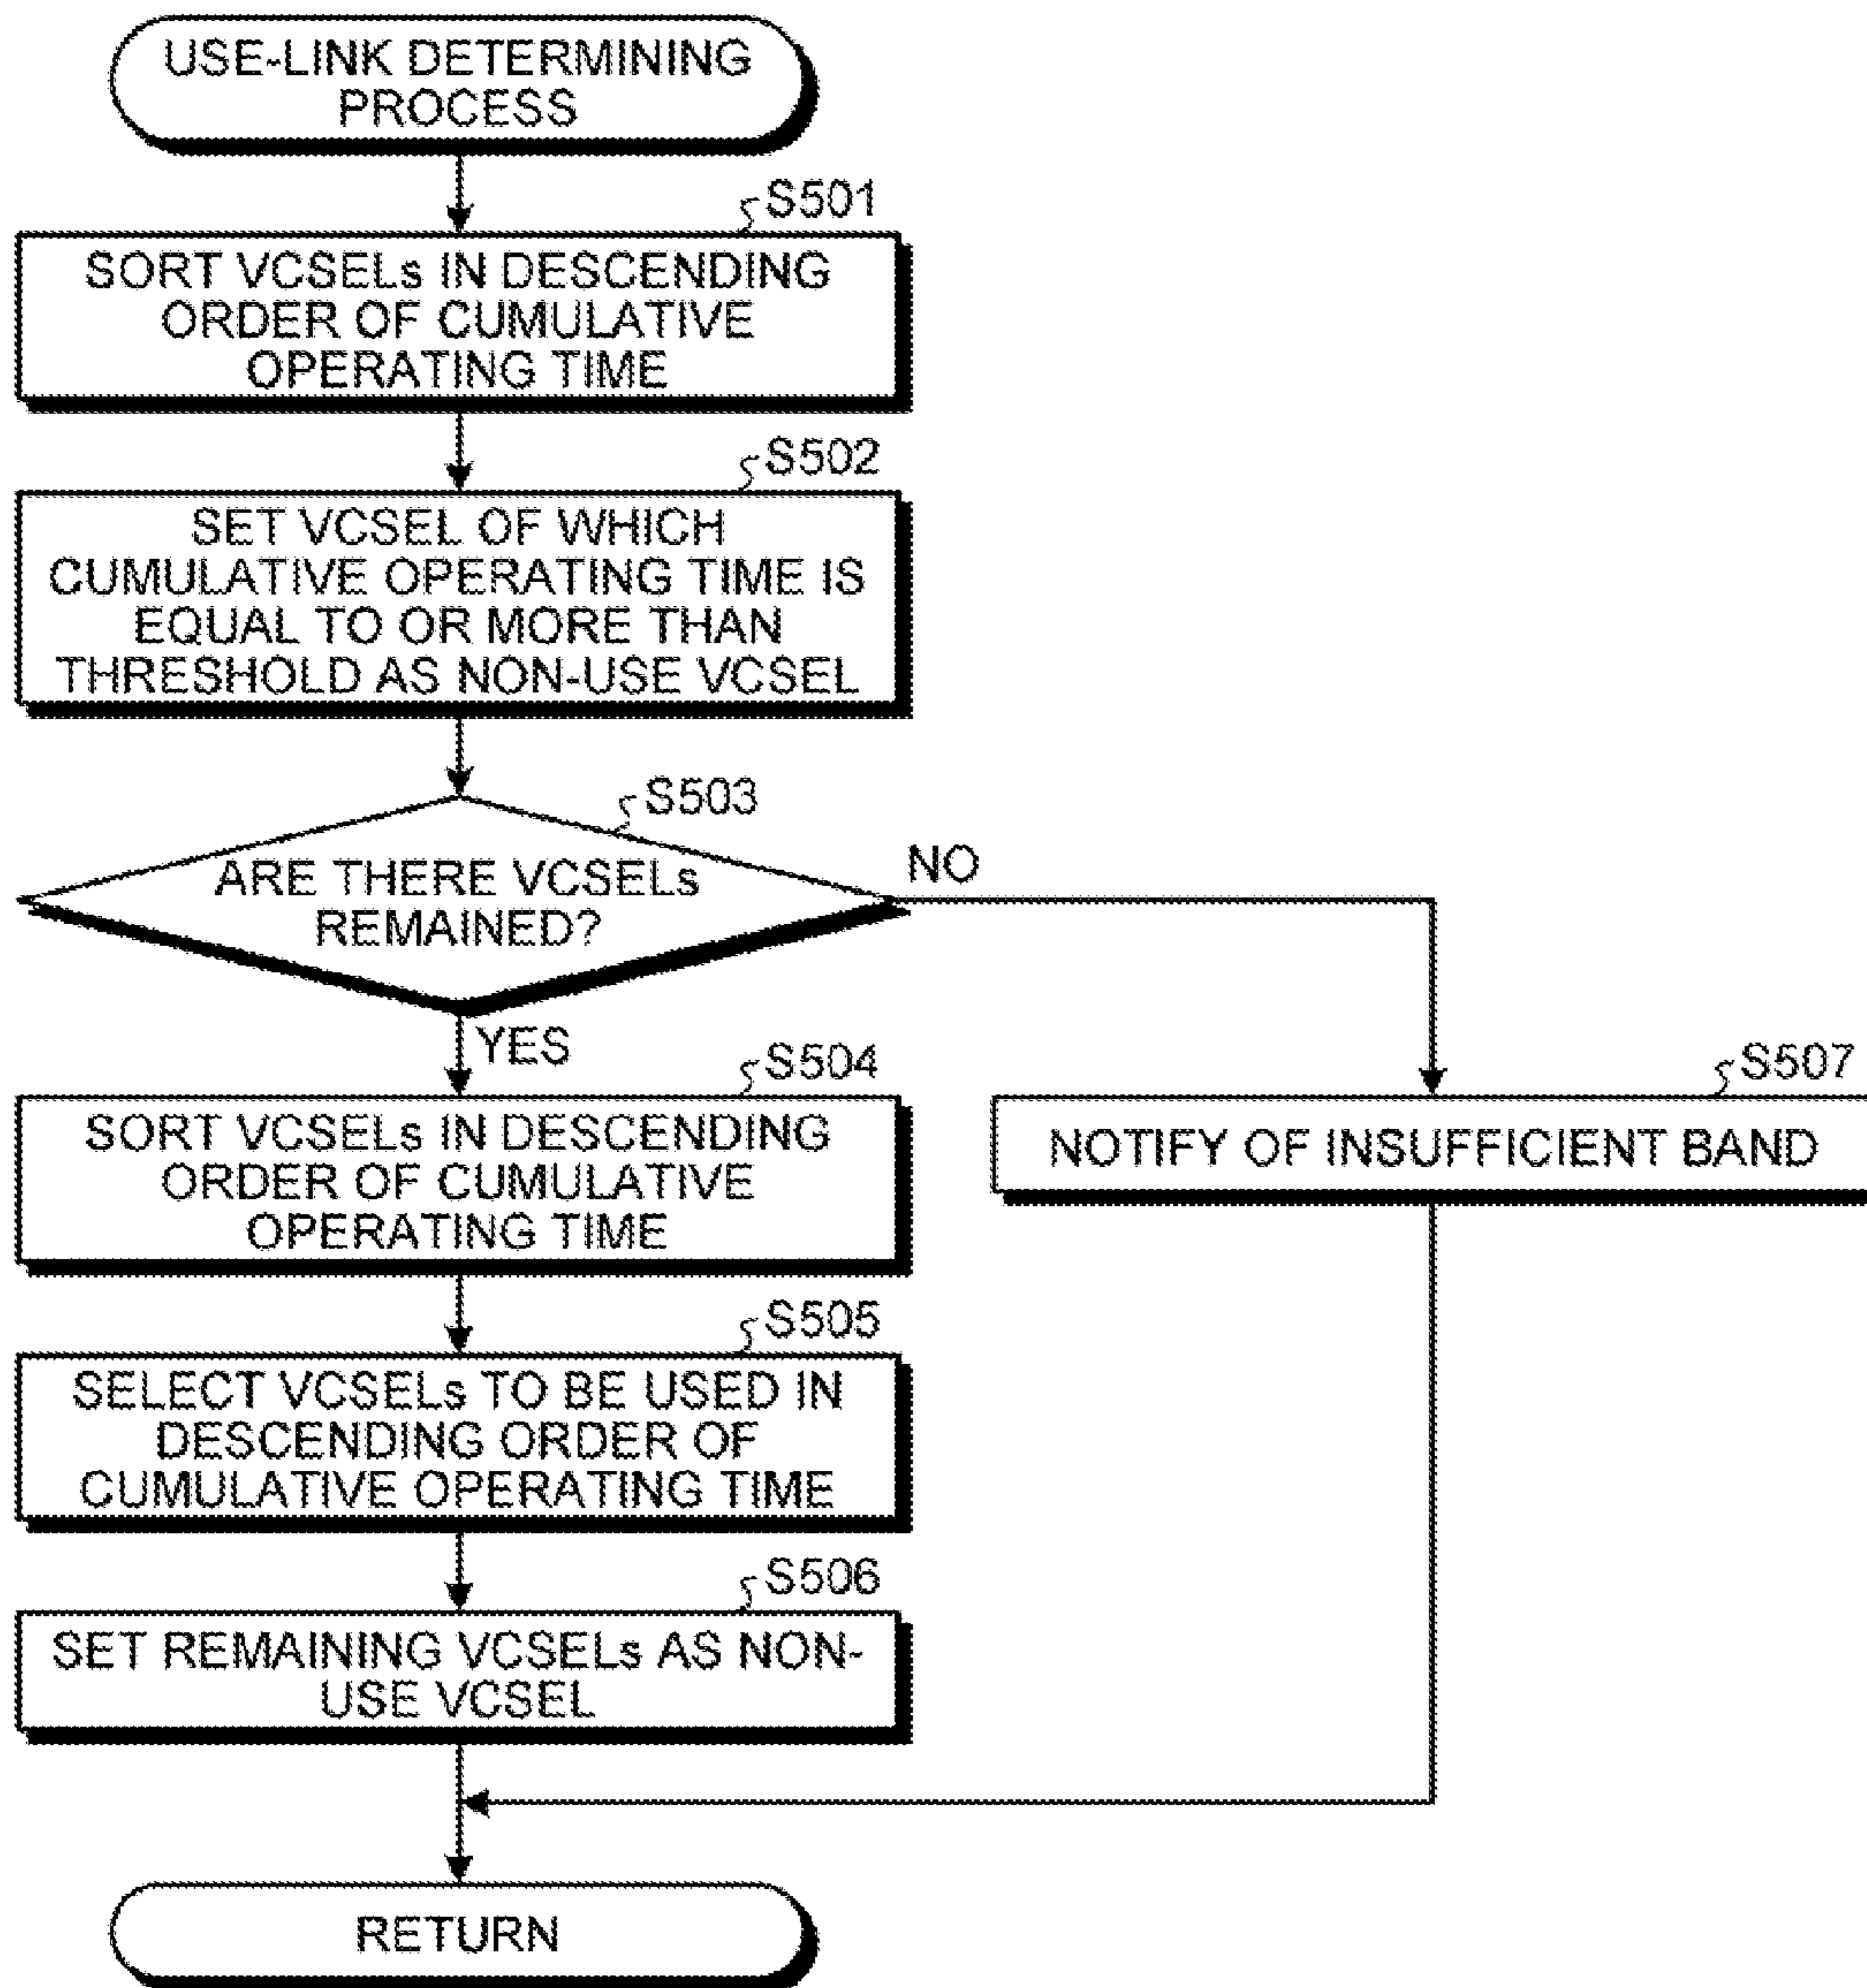 USE-LINK DETERMINING
PROCESS
S501
SORT VCSELs IN DESCENDING
ORDER OF CUMULATIVE
OPERATING TIME
S502
SET VCSEL OF WHICH
CUMULATIVE OPERATING TIME IS
EQUAL TO OR MORE THAN
THRESHOLD AS NON-USE VCSEL
S503
ARE THERE VCSELs
REMAINED?
NO
YES
S504
SORT VCSELs IN DESCENDING
ORDER OF CUMULATIVE
OPERATING TIME
S507
NOTIFY OF INSUFFICIENT BAND
S505
SELECT VCSELs TO BE USED IN
DESCENDING ORDER OF
CUMULATIVE OPERATING TIME
S506
SET REMAINING VCSELs AS NON-
USE VCSEL
RETURN